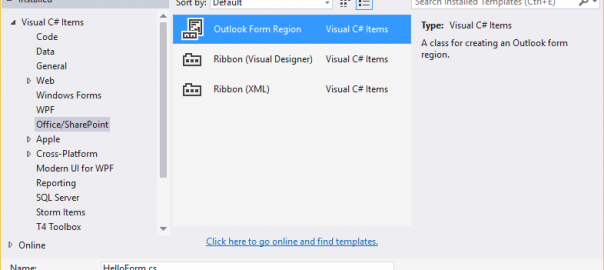 Installed
Sort by: Default
Search Installed Templates (Ctrl+E)
Visual C# Items
Code
Data
General
Web
Windows Forms
WPF
Office/SharePoint
Apple
Cross-Platform
Modern UI for WPF
Reporting
SQL Server
Storm Items
T4 Toolbox
Online
Outlook Form Region Visual C# Items
Ribbon (Visual Designer) Visual C# Items
Ribbon (XML) Visual C# Items
Type: Visual C# Items
A class for creating an Outlook form
region.
Click here to go online and find templates.
Name: HelloForm.cs